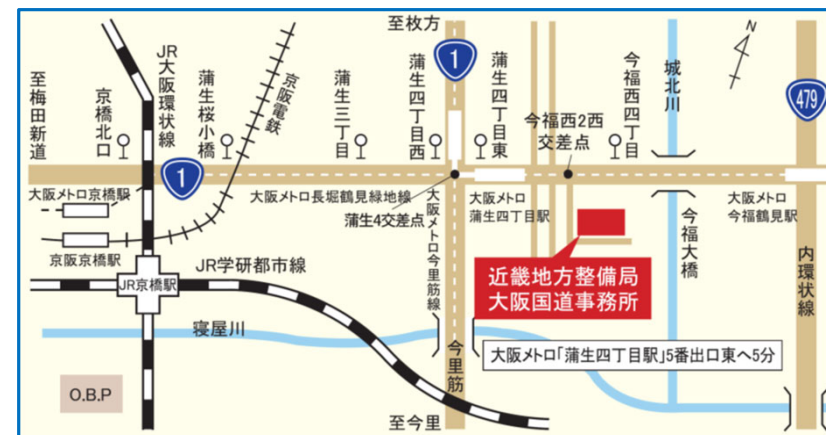 至枚方
N
1
479
JR大阪環状線
京阪電鉄
至梅田新道
京橋北口
蒲生桜小橋
蒲生三丁目
蒲生四丁目西
蒲生四丁目東
今福西2西
交差点
今福西四丁目
城北川
1
大阪メトロ京橋駅
大阪メトロ長堀鶴見緑地線
蒲生4交差点
大阪メトロ
蒲生四丁目駅
大阪メトロ
今福鶴見駅
大阪メトロ今里筋線
今福大橋
内環状線
京阪京橋駅
JR学研都市線
JR京橋駅
近畿地方整備局
大阪国道事務所
寝屋川
今里筋
大阪メトロ「蒲生四丁目駅」5番出口東へ5分
O.B.P
至今里